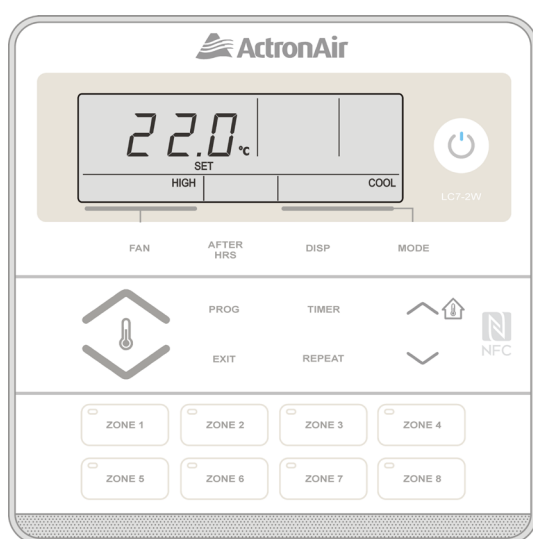 ActronAir
22.0 °C
SET
HIGH COOL
LC7-2W
FAN AFTER HRS DISP MODE
PROG TIMER
NFC
EXIT REPEAT
ZONE 1 ZONE 2 ZONE 3 ZONE 4
ZONE 5 ZONE 6 ZONE 7 ZONE 8